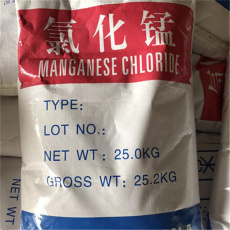 氯化锰
MANGANESE CHLORIDE
TYPE:
LOT NO.:
NET WT: 25.0KG
GROSS WT: 25.2KG